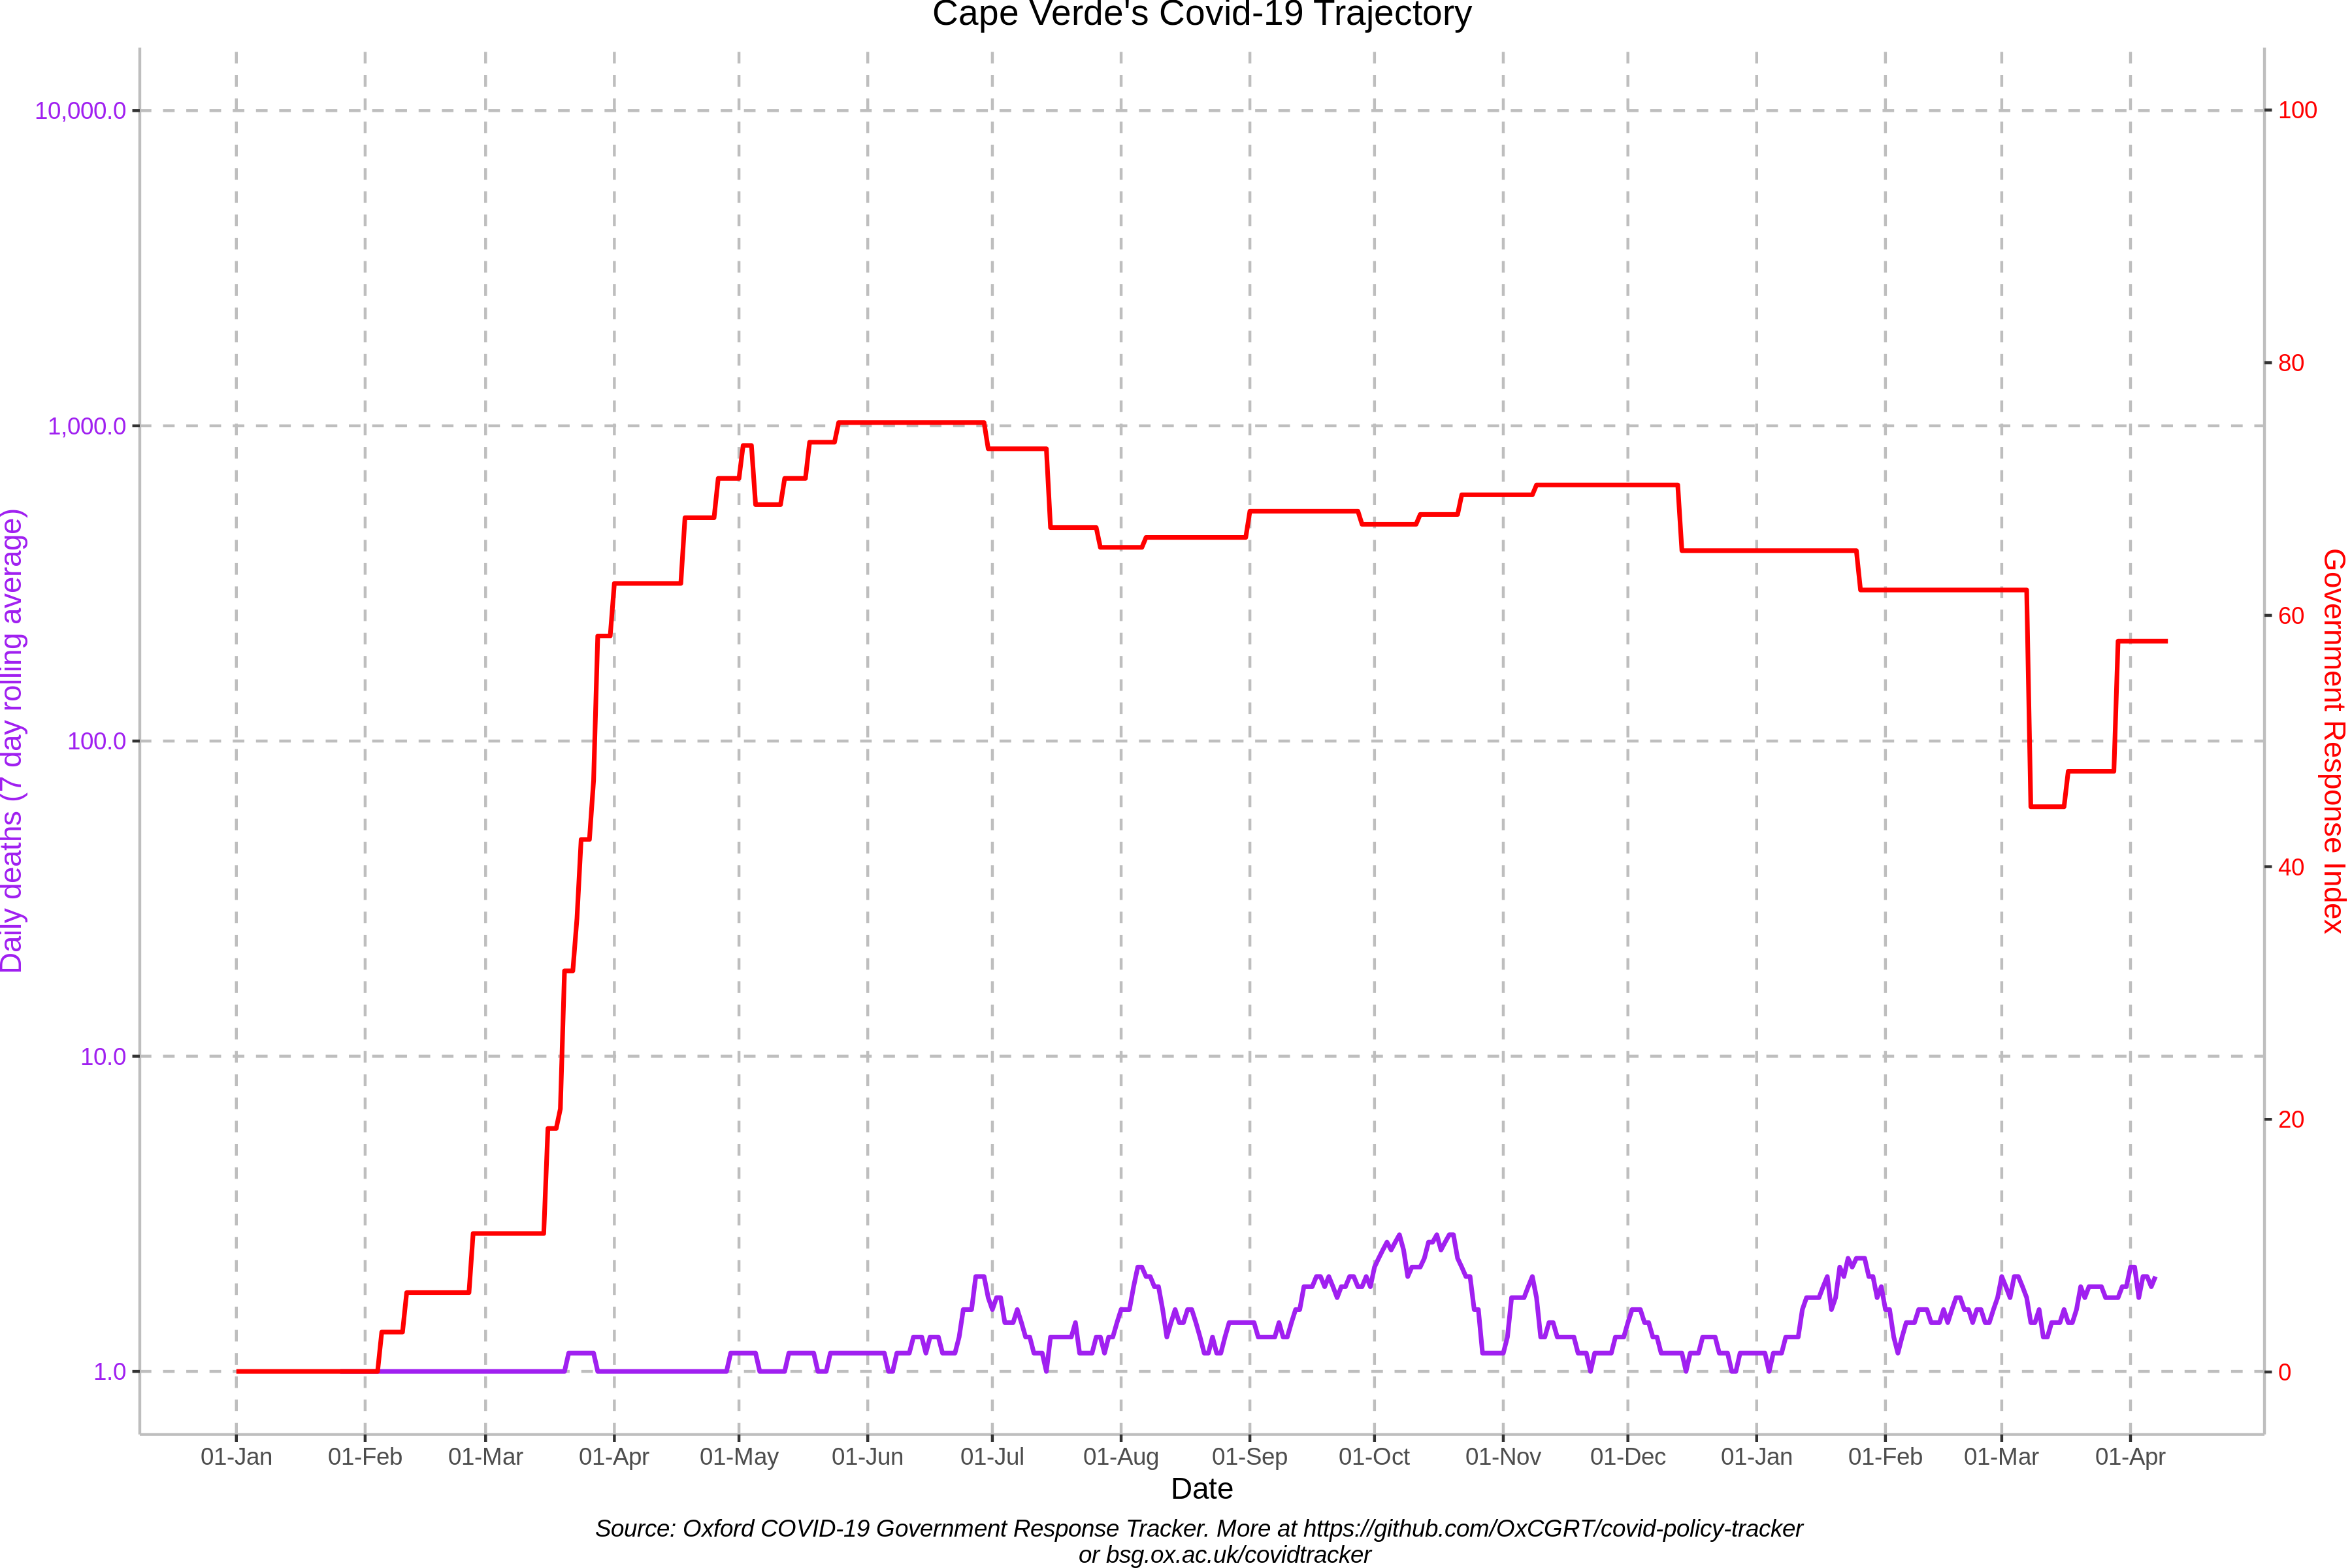 Cape Verde's Covid-19 Trajectory
10,000.0
1,000.0
100.0
10.0
1.0
Daily deaths (7 day rolling average)
100
80
60
40
20
0
Government Response Index
01-Jan 01-Feb 01-Mar 01-Apr 01-May 01-Jun 01-Jul 01-Aug 01-Sep 01-Oct 01-Nov 01-Dec 01-Jan 01-Feb 01-Mar 01-Apr
Date
Source: Oxford COVID-19 Government Response Tracker. More at https://github.com/OxCGRT/covid-policy-tracker
or bsg.ox.ac.uk/covidtracker